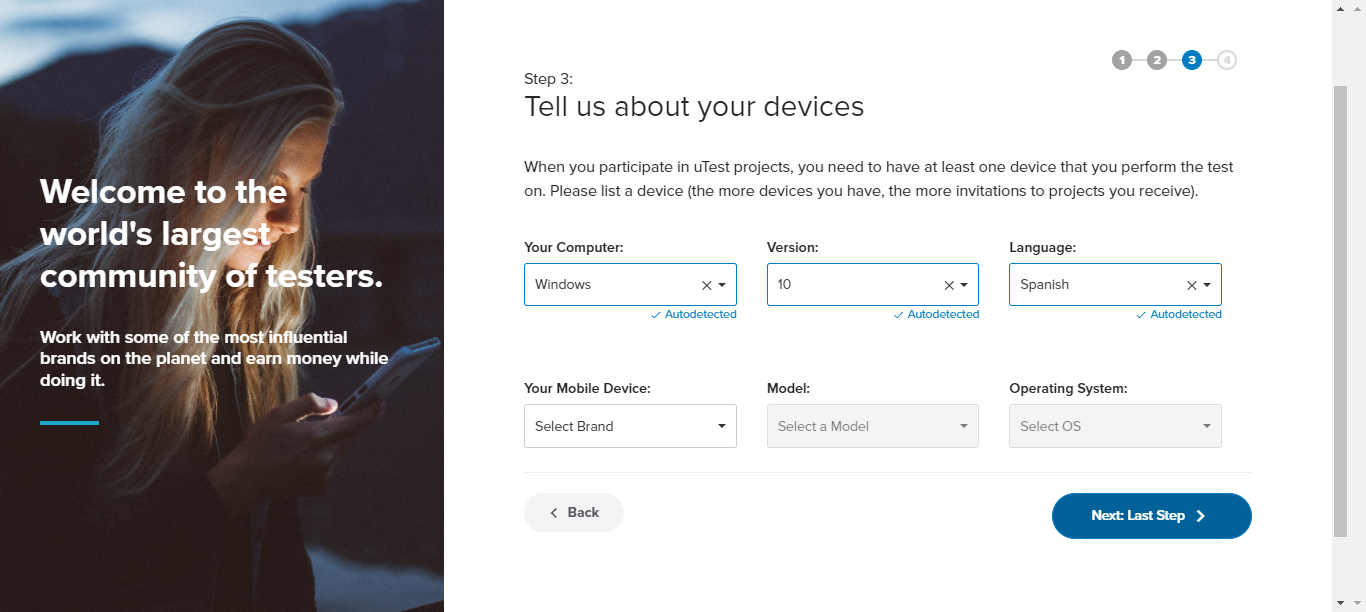 Welcome to the
world's largest
community of testers.
Work with some of the most influential
brands on the planet and earn money while
doing it.
1 2 3 4
Step 3:
Tell us about your devices
When you participate in uTest projects, you need to have at least one device that you perform the test
on. Please list a device (the more devices you have, the more invitations to projects you receive).
Your Computer: Version: Language:
Windows 10 Spanish
Autodetected Autodetected Autodetected
Your Mobile Device: Model: Operating System:
Select Brand Select a Model Select OS
Back Next: Last Step